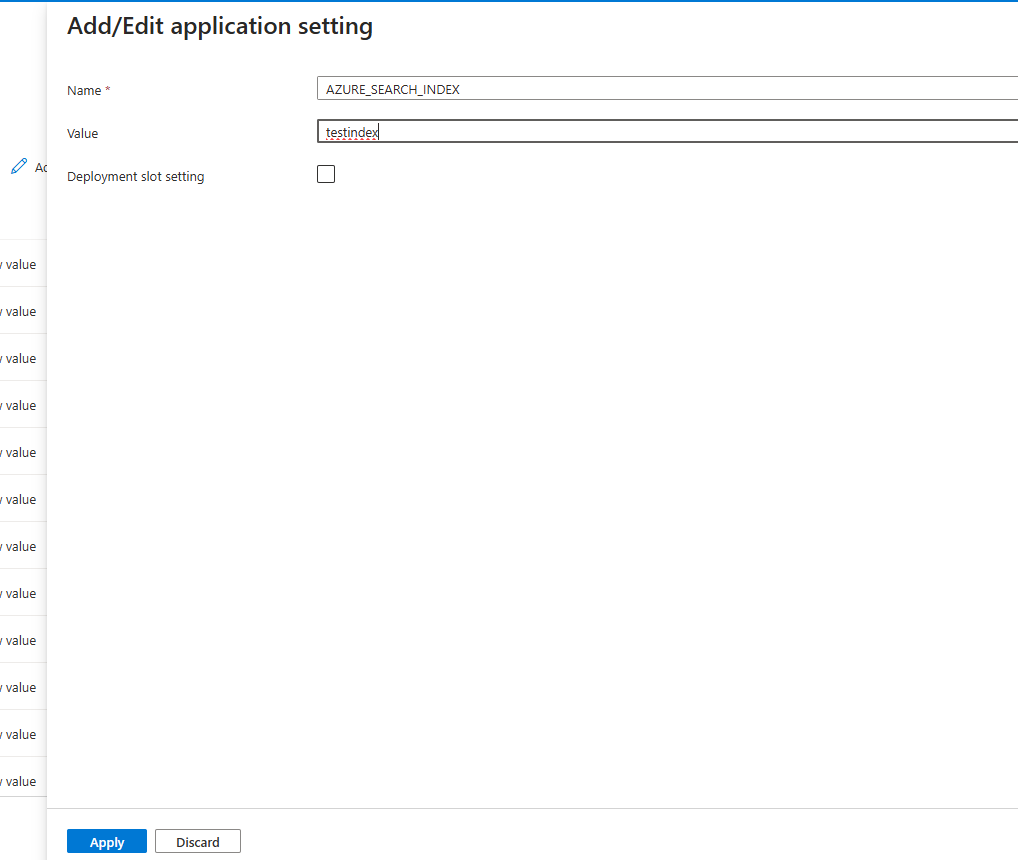 Add/Edit application setting
Name *
AZURE_SEARCH_INDEX
Value
testindex
Deployment slot setting
value
value
value
value
value
value
value
value
value
value
value
value
Apply
Discard